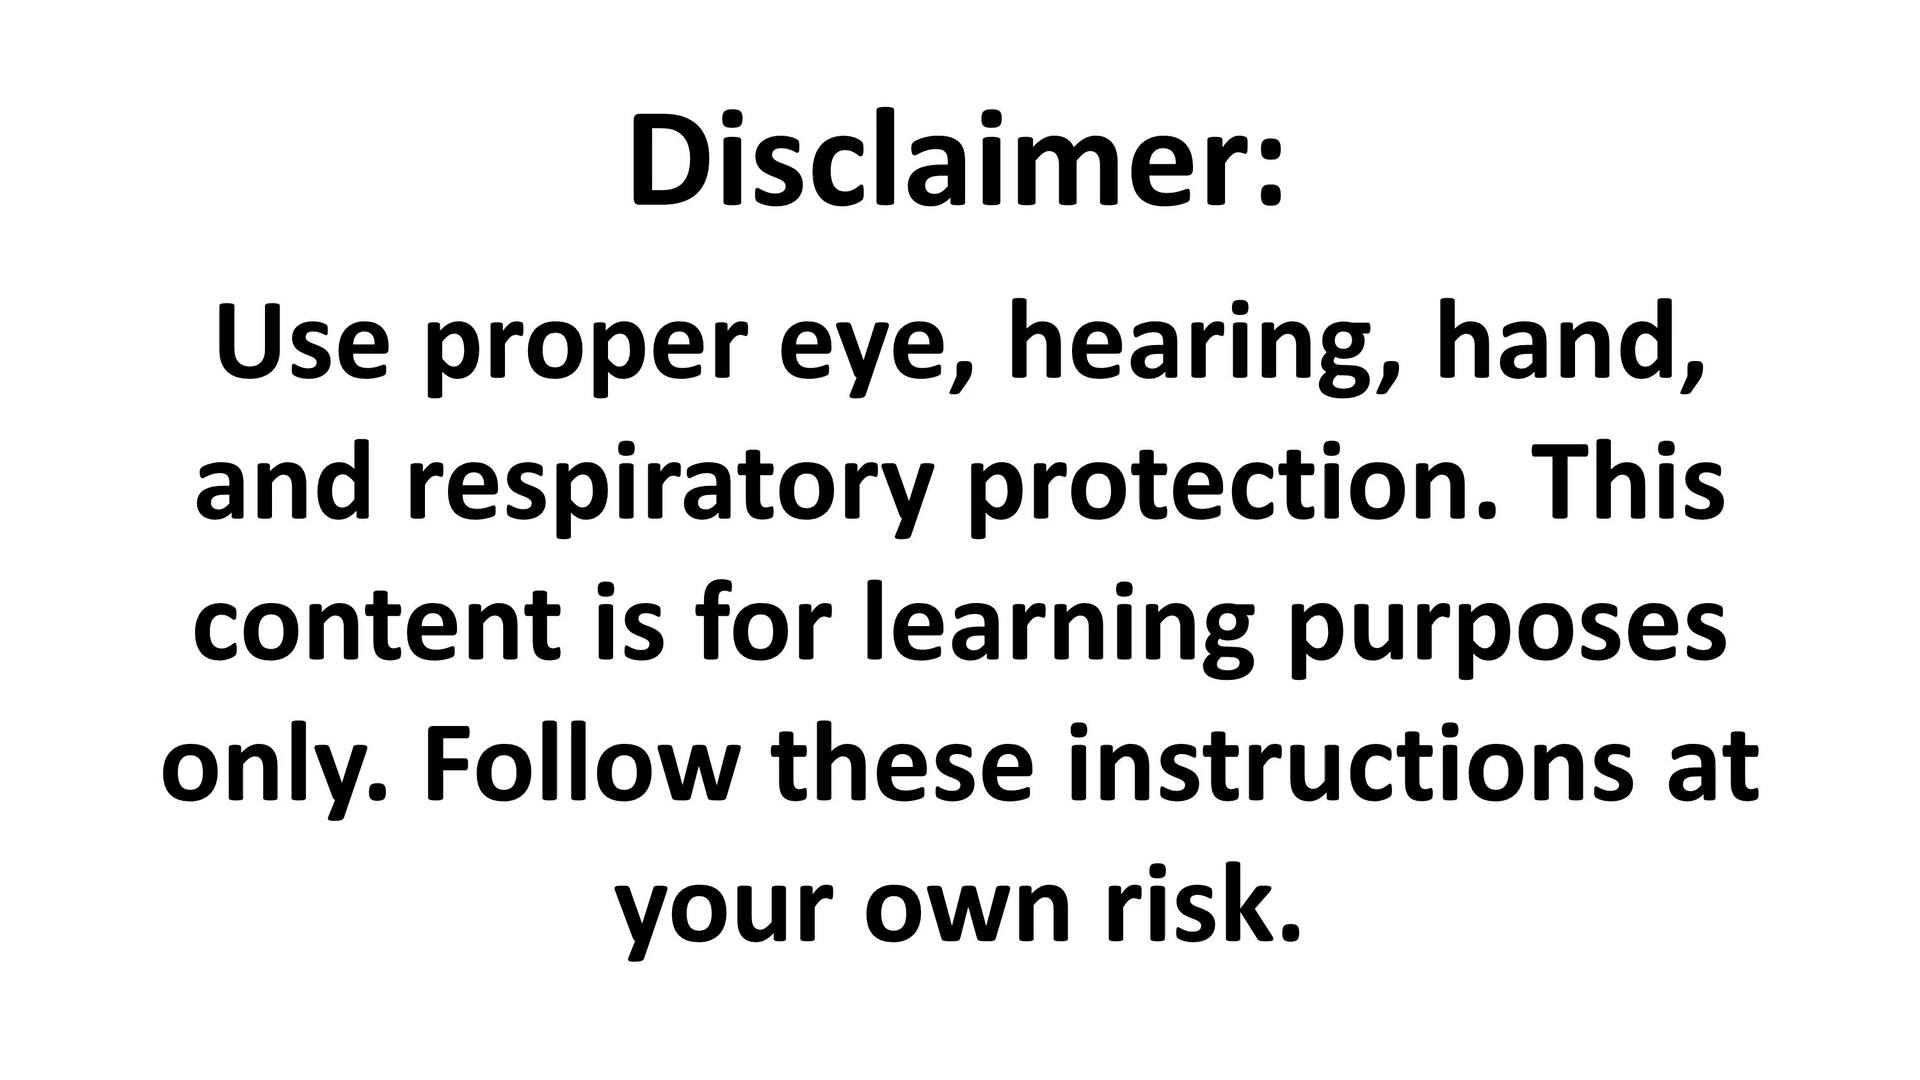 Disclaimer:
Use proper eye, hearing, hand,
and respiratory protection. This
content is for learning purposes
only. Follow these instructions at
your own risk.